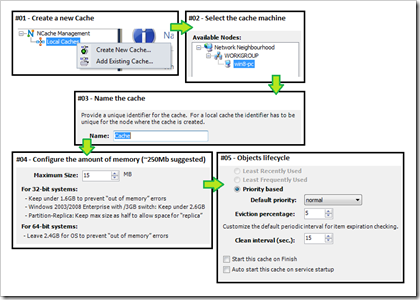 #01 - Create a new Cache
NCache Management
Local Caches
Na
Create New Cache...
Add Existing Cache...
#02 - Select the cache machine
Available Nodes:
Network Neighbourhood
WORKGROUP
win8-pc
#03 - Name the cache
Provide a unique identifier for the cache. For a local cache the identifier has to be
unique for the node where the cache is created.
Name: Cache
#04 - Configure the amount of memory (~250Mb suggested)
Maximum Size: 15 MB
For 32-bit systems:
- Keep under 1.6GB to prevent "out of memory" errors
- Windows 2003/2008 Enterprise with /3GB switch: Keep under 2.6GB
- Partition-Replica: Keep max size as half to allow space for "replica"
For 64-bit systems:
- Leave 2.4GB for OS to prevent "out of memory" errors
#05 - Objects lifecycle
Least Recently Used
Least Frequently Used
Priority based
Default priority: normal
Eviction percentage: 5
Customize the default periodic interval for item expiration checking.
Clean interval (sec.): 15
Start this cache on Finish
Auto start this cache on service startup